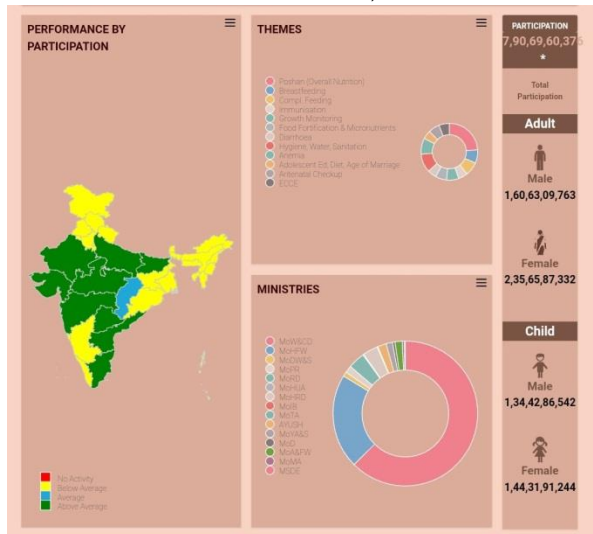 PERFORMANCE BY
PARTICIPATION
No Activity
Below Average
Average
Above Average
THEMES
Poshan (Overall Nutrition)
Breastfeeding
Compl. Feeding
Immunisation
Growth Monitoring
Food Fortification & Micronutrients
Diarrhoea
Hygiene, Water, Sanitation
Anemia
Adolescent Ed, Diet, Age of Marriage
Antenatal Checkup
ECCE
MINISTRIES
MoW&CD
MoHFW
MoDW&S
MoPR
MoRD
MoHUA
MoHRD
MoIB
MoTA
AYUSH
MoYA&S
MoD
MoA&FW
MoMA
MSDE
PARTICIPATION
7,90,69,60,376
*
Total
Participation
Adult
Male
1,60,63,09,763
Female
2,35,65,87,332
Child
Male
1,34,42,86,542
Female
1,44,31,91,244